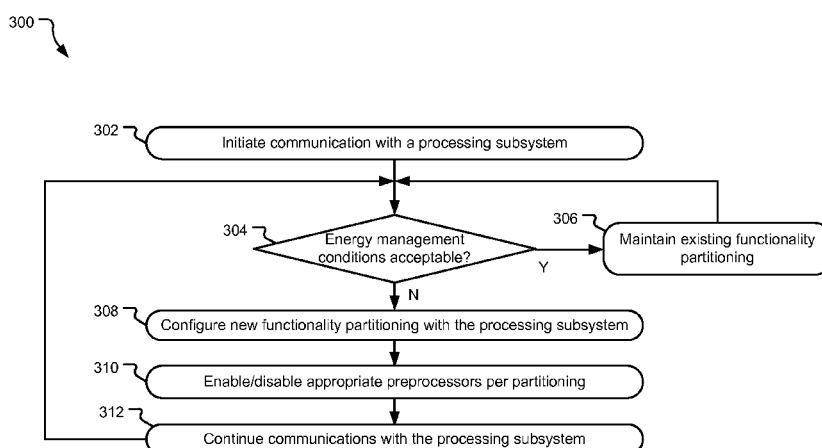 300
302
Initiate communication with a processing subsystem
304
Energy management
conditions acceptable?
Y
306
Maintain existing functionality
partitioning
N
308
Configure new functionality partitioning with the processing subsystem
310
Enable/disable appropriate preprocessors per partitioning
312
Continue communications with the processing subsystem